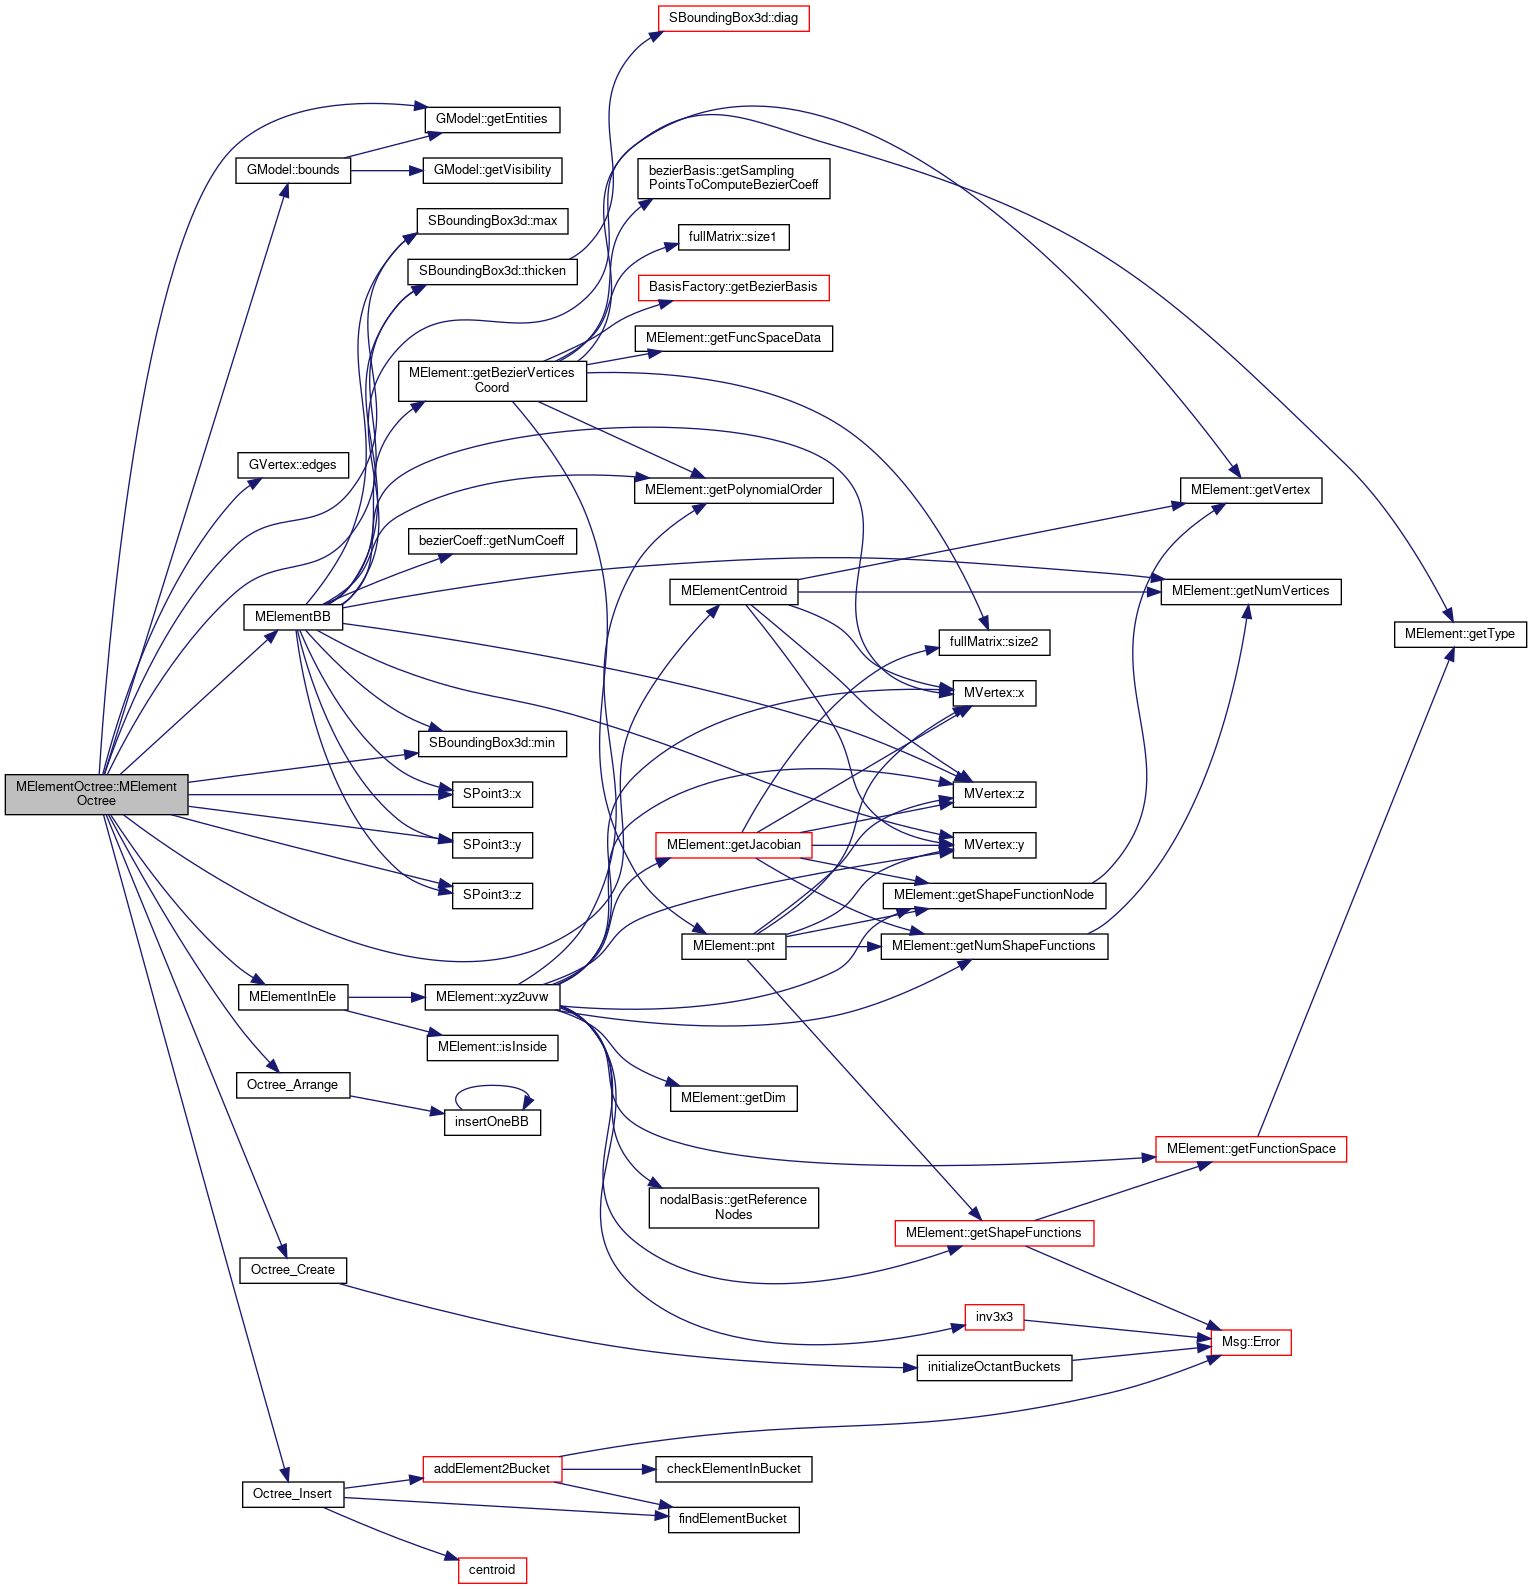 SBoundingBox3d::diag
GModel::getEntities
GModel::bounds
GModel::getVisibility
bezierBasis::getSampling
PointsToComputeBezierCoeff
SBoundingBox3d::max
fullMatrix::size1
SBoundingBox3d::thicken
BasisFactory::getBezierBasis
MElement::getFuncSpaceData
MElement::getBezierVertices
Coord
GVertex::edges
MElement::getPolynomialOrder
MElement::getVertex
bezierCoeff::getNumCoeff
MElementCentroid
MElement::getNumVertices
MElementBB
fullMatrix::size2
MElement::getType
MVertex::x
SBoundingBox3d::min
MElementOctree::MElement
Octree
SPoint3::x
MVertex::z
SPoint3::y
MElement::getJacobian
MVertex::y
SPoint3::z
MElement::getShapeFunctionNode
MElement::pnt
MElement::getNumShapeFunctions
MElementInEle
MElement::xyz2uvw
MElement::isInside
Octree_Arrange
MElement::getDim
insertOneBB
MElement::getFunctionSpace
nodalBasis::getReference
Nodes
MElement::getShapeFunctions
Octree_Create
inv3x3
Msg::Error
initializeOctantBuckets
addElement2Bucket
checkElementInBucket
Octree_Insert
findElementBucket
centroid